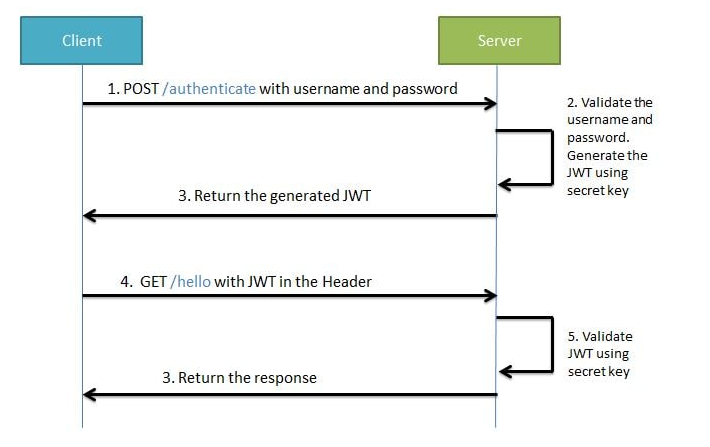 Client
Server
1. POST /authenticate with username and password
2. Validate the
username and
password.
Generate the
JWT using
secret key
3. Return the generated JWT
4. GET /hello with JWT in the Header
5. Validate
JWT using
secret key
3. Return the response